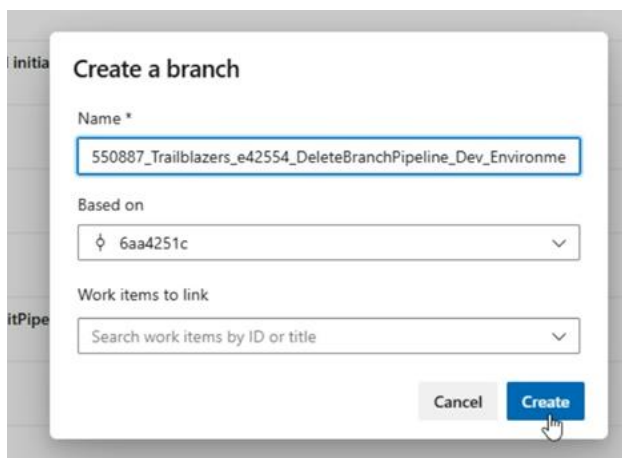 initia
Create a branch
Name *
550887_Trailblazers_e42554_DeleteBranchPipeline_Dev_Environme
Based on
6aa4251c
Work items to link
itPipe
Search work items by ID or title
Cancel Create